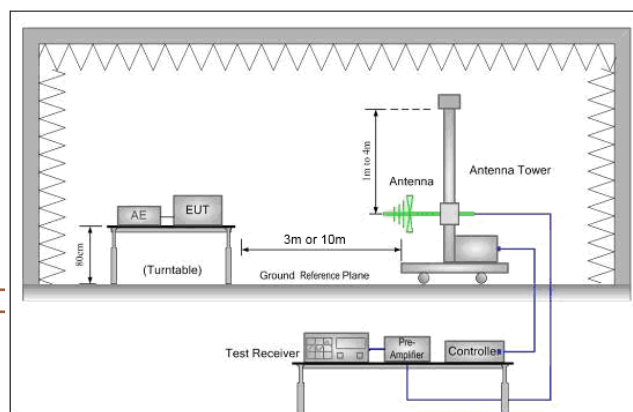 1m to 4m
Antenna
Antenna Tower
AE
EUT
80cm
3m or 10m
(Turntable)
Ground Reference Plane
Test Receiver
Pre-
Amplifier
Controlle